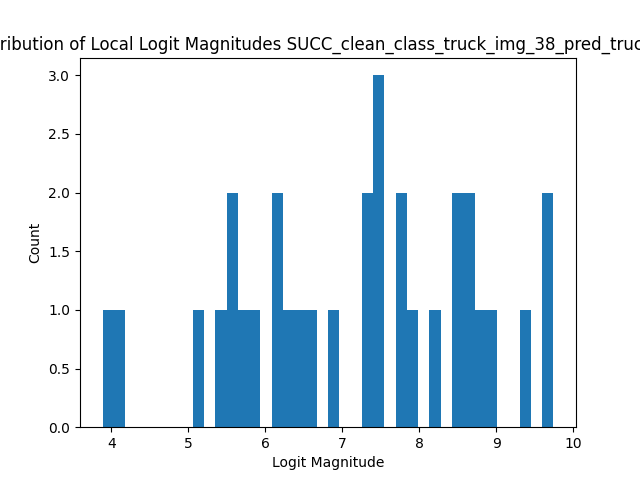 ribution of Local Logit Magnitudes SUCC_clean_class_truck_img_38_pred_truc
3.0
2.5
2.0
1.5
1.0
0.5
0.0
Count
4 5 6 7 8 9 10
Logit Magnitude